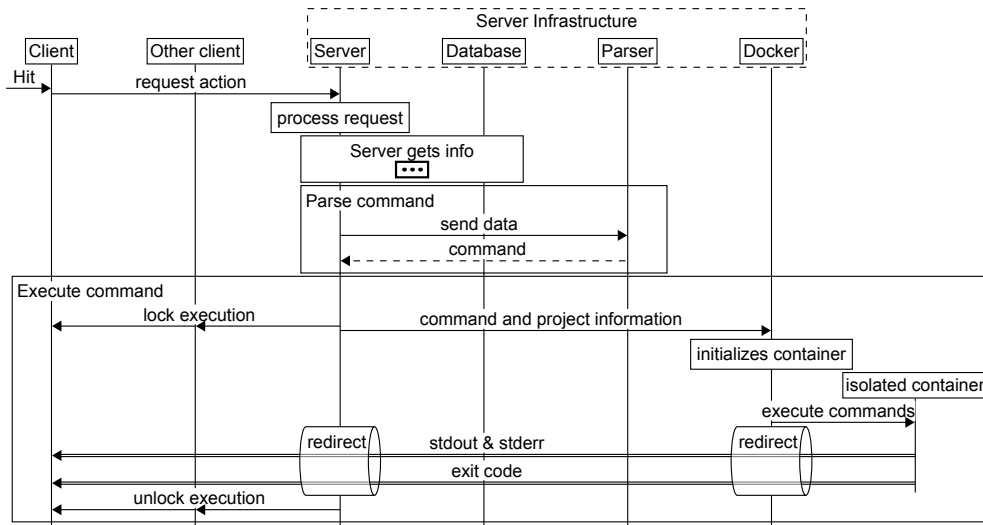 Server Infrastructure
Client
Other client
Server
Database
Parser
Docker
Hit
request action
process request
Server gets info
Parse command
send data
command
Execute command
lock execution
command and project information
initializes container
isolated container
execute commands
redirect
stdout & stderr
redirect
exit code
unlock execution